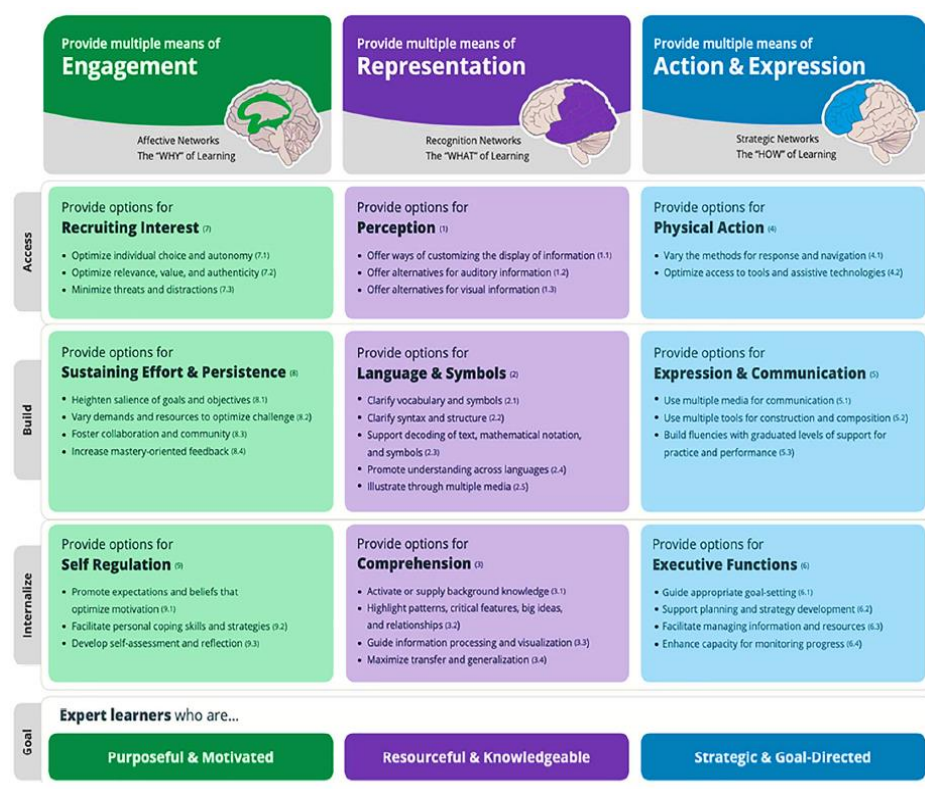 Provide multiple means of
Engagement
Affective Networks
The "WHY" of Learning
Provide multiple means of
Representation
Recognition Networks
The "WHAT" of Learning
Provide multiple means of
Action & Expression
Strategic Networks
The "HOW" of Learning
Access
Provide options for
Recruiting Interest (7)
• Optimize individual choice and autonomy (7.1)
• Optimize relevance, value, and authenticity (7.2)
• Minimize threats and distractions (7.3)
Provide options for
Perception (1)
• Offer ways of customizing the display of information (1.1)
• Offer alternatives for auditory information (1.2)
• Offer alternatives for visual information (1.3)
Provide options for
Physical Action (4)
• Vary the methods for response and navigation (4.1)
• Optimize access to tools and assistive technologies (4.2)
Build
Provide options for
Sustaining Effort & Persistence (8)
• Heighten salience of goals and objectives (8.1)
• Vary demands and resources to optimize challenge (8.2)
• Foster collaboration and community (8.3)
• Increase mastery-oriented feedback (8.4)
Provide options for
Language & Symbols (2)
• Clarify vocabulary and symbols (2.1)
• Clarify syntax and structure (2.2)
• Support decoding of text, mathematical notation,
and symbols (2.3)
• Promote understanding across languages (2.4)
• Illustrate through multiple media (2.5)
Provide options for
Expression & Communication (5)
• Use multiple media for communication (5.1)
• Use multiple tools for construction and composition (5.2)
• Build fluencies with graduated levels of support for
practice and performance (5.3)
Internalize
Provide options for
Self Regulation (9)
• Promote expectations and beliefs that
optimize motivation (9.1)
• Facilitate personal coping skills and strategies (9.2)
• Develop self-assessment and reflection (9.3)
Provide options for
Comprehension (3)
• Activate or supply background knowledge (3.1)
• Highlight patterns, critical features, big ideas,
and relationships (3.2)
• Guide information processing and visualization (3.3)
• Maximize transfer and generalization (3.4)
Provide options for
Executive Functions (6)
• Guide appropriate goal-setting (6.1)
• Support planning and strategy development (6.2)
• Facilitate managing information and resources (6.3)
• Enhance capacity for monitoring progress (6.4)
Goal
Expert learners who are...
Purposeful & Motivated
Resourceful & Knowledgeable
Strategic & Goal-Directed